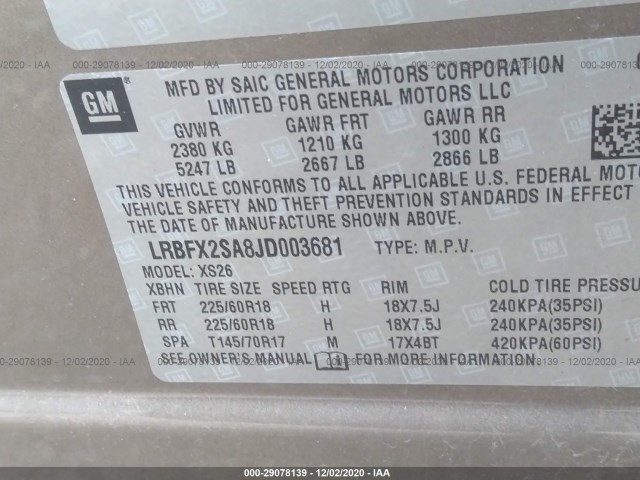 000-29078139 - 12/02/2020 - IAA
GM
MFD BY SAIC GENERAL MOTORS CORPORATION
LIMITED FOR GENERAL MOTORS LLC
GVWR GAWR FRT GAWR RR
2380 KG 1210 KG 1300 KG
5247 LB 2667 LB 2866 LB
THIS VEHICLE CONFORMS TO ALL APPLICABLE U.S. FEDERAL MOTO
VEHICLE SAFETY AND THEFT PREVENTION STANDARDS IN EFFECT
THE DATE OF MANUFACTURE SHOWN ABOVE.
LRBFX2SA8JD003681 TYPE: M.P.V.
MODEL: XS26
XBHN TIRE SIZE SPEED RTG RIM COLD TIRE PRESSU
FRT 225/60R18 H 18X7.5J 240KPA(35PSI)
RR 225/60R18 H 18X7.5J 240KPA(35PSI)
SPA T145/70R17 M 17X4BT 420KPA(60PSI)
SEE OWNER'S MANUAL FOR MORE INFORMATION.
000-29078139 - 12/02/2020 - IAA